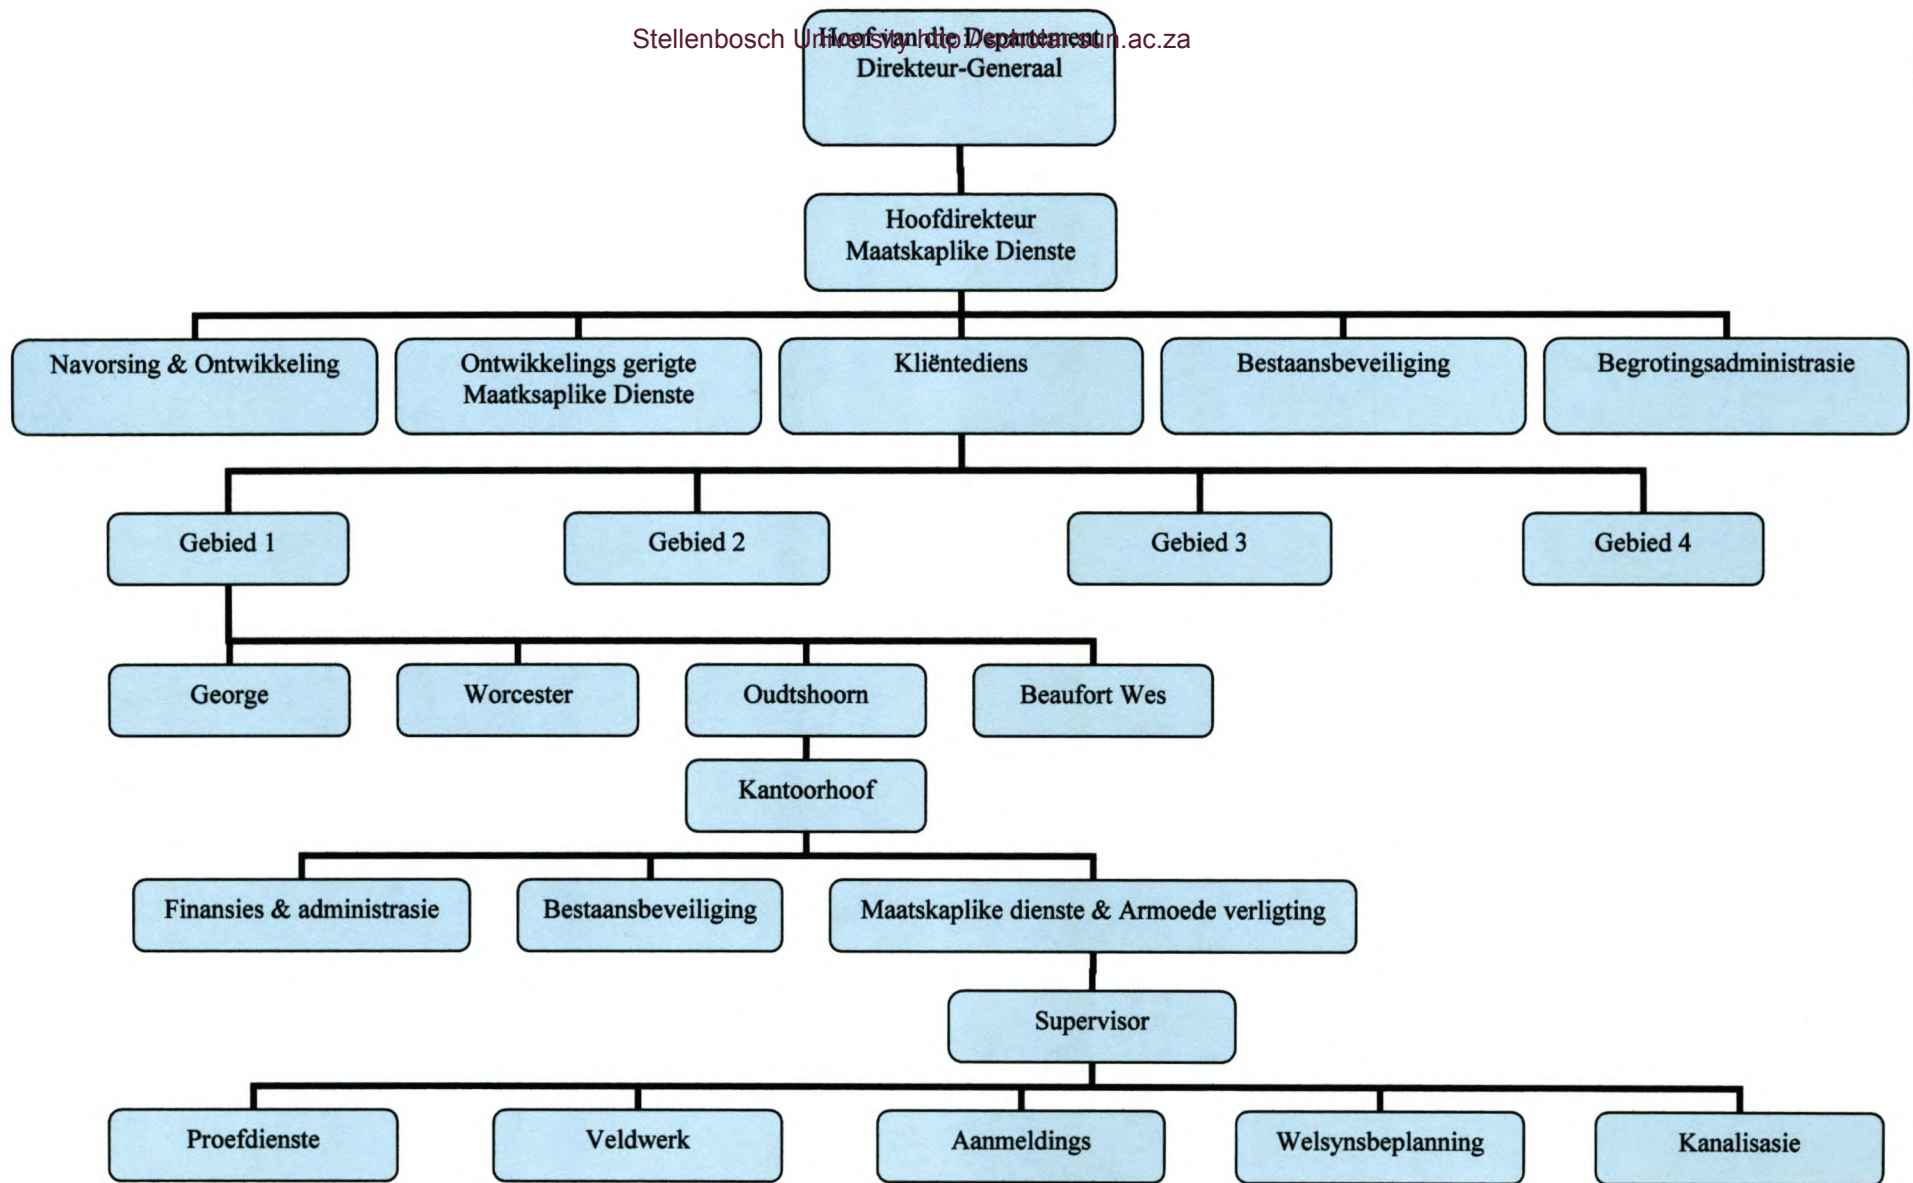 Stellenbosch University http://scholar.sun.ac.za
Hoof van die Departement
Direkteur-Generaal
Hoofdirekteur
Maatskaplike Dienste
Navorsing & Ontwikkeling
Ontwikkelings gerigte
Maatksaplike Dienste
Kliëntediens
Bestaansbeveiliging
Begrotingsadministrasie
Gebied 1
Gebied 2
Gebied 3
Gebied 4
George
Worcester
Oudtshoorn
Beaufort Wes
Kantoorhoof
Finansies & administrasie
Bestaansbeveiliging
Maatskaplike dienste & Armoede verligting
Supervisor
Proefdienste
Veldwerk
Aanmeldings
Welsynsbeplanning
Kanalisasie